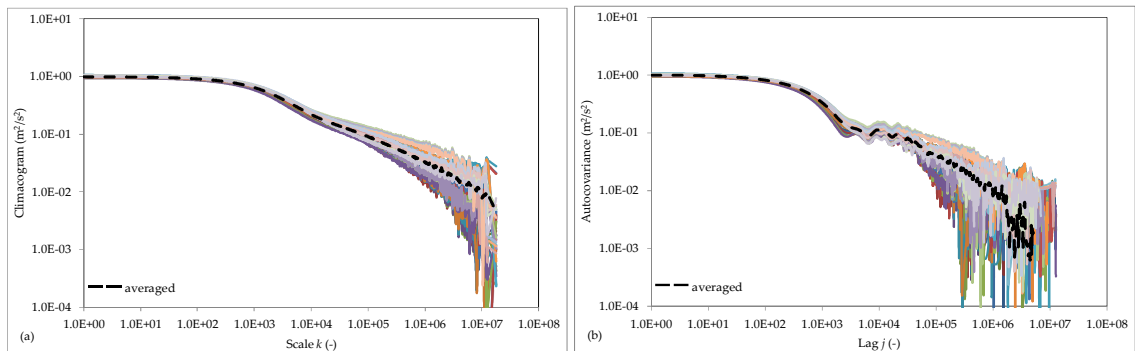 1.0E+01
1.0E+00
1.0E-01
1.0E-02
1.0E-03
1.0E-04
Climacogram (m²/s²)
averaged
(a)
1.0E+00 1.0E+01 1.0E+02 1.0E+03 1.0E+04 1.0E+05 1.0E+06 1.0E+07 1.0E+08
Scale k (-)
1.0E+01
1.0E+00
1.0E-01
1.0E-02
1.0E-03
1.0E-04
Autocovariance (m²/s²)
averaged
(b)
1.0E+00 1.0E+01 1.0E+02 1.0E+03 1.0E+04 1.0E+05 1.0E+06 1.0E+07 1.0E+08
Lag j (-)